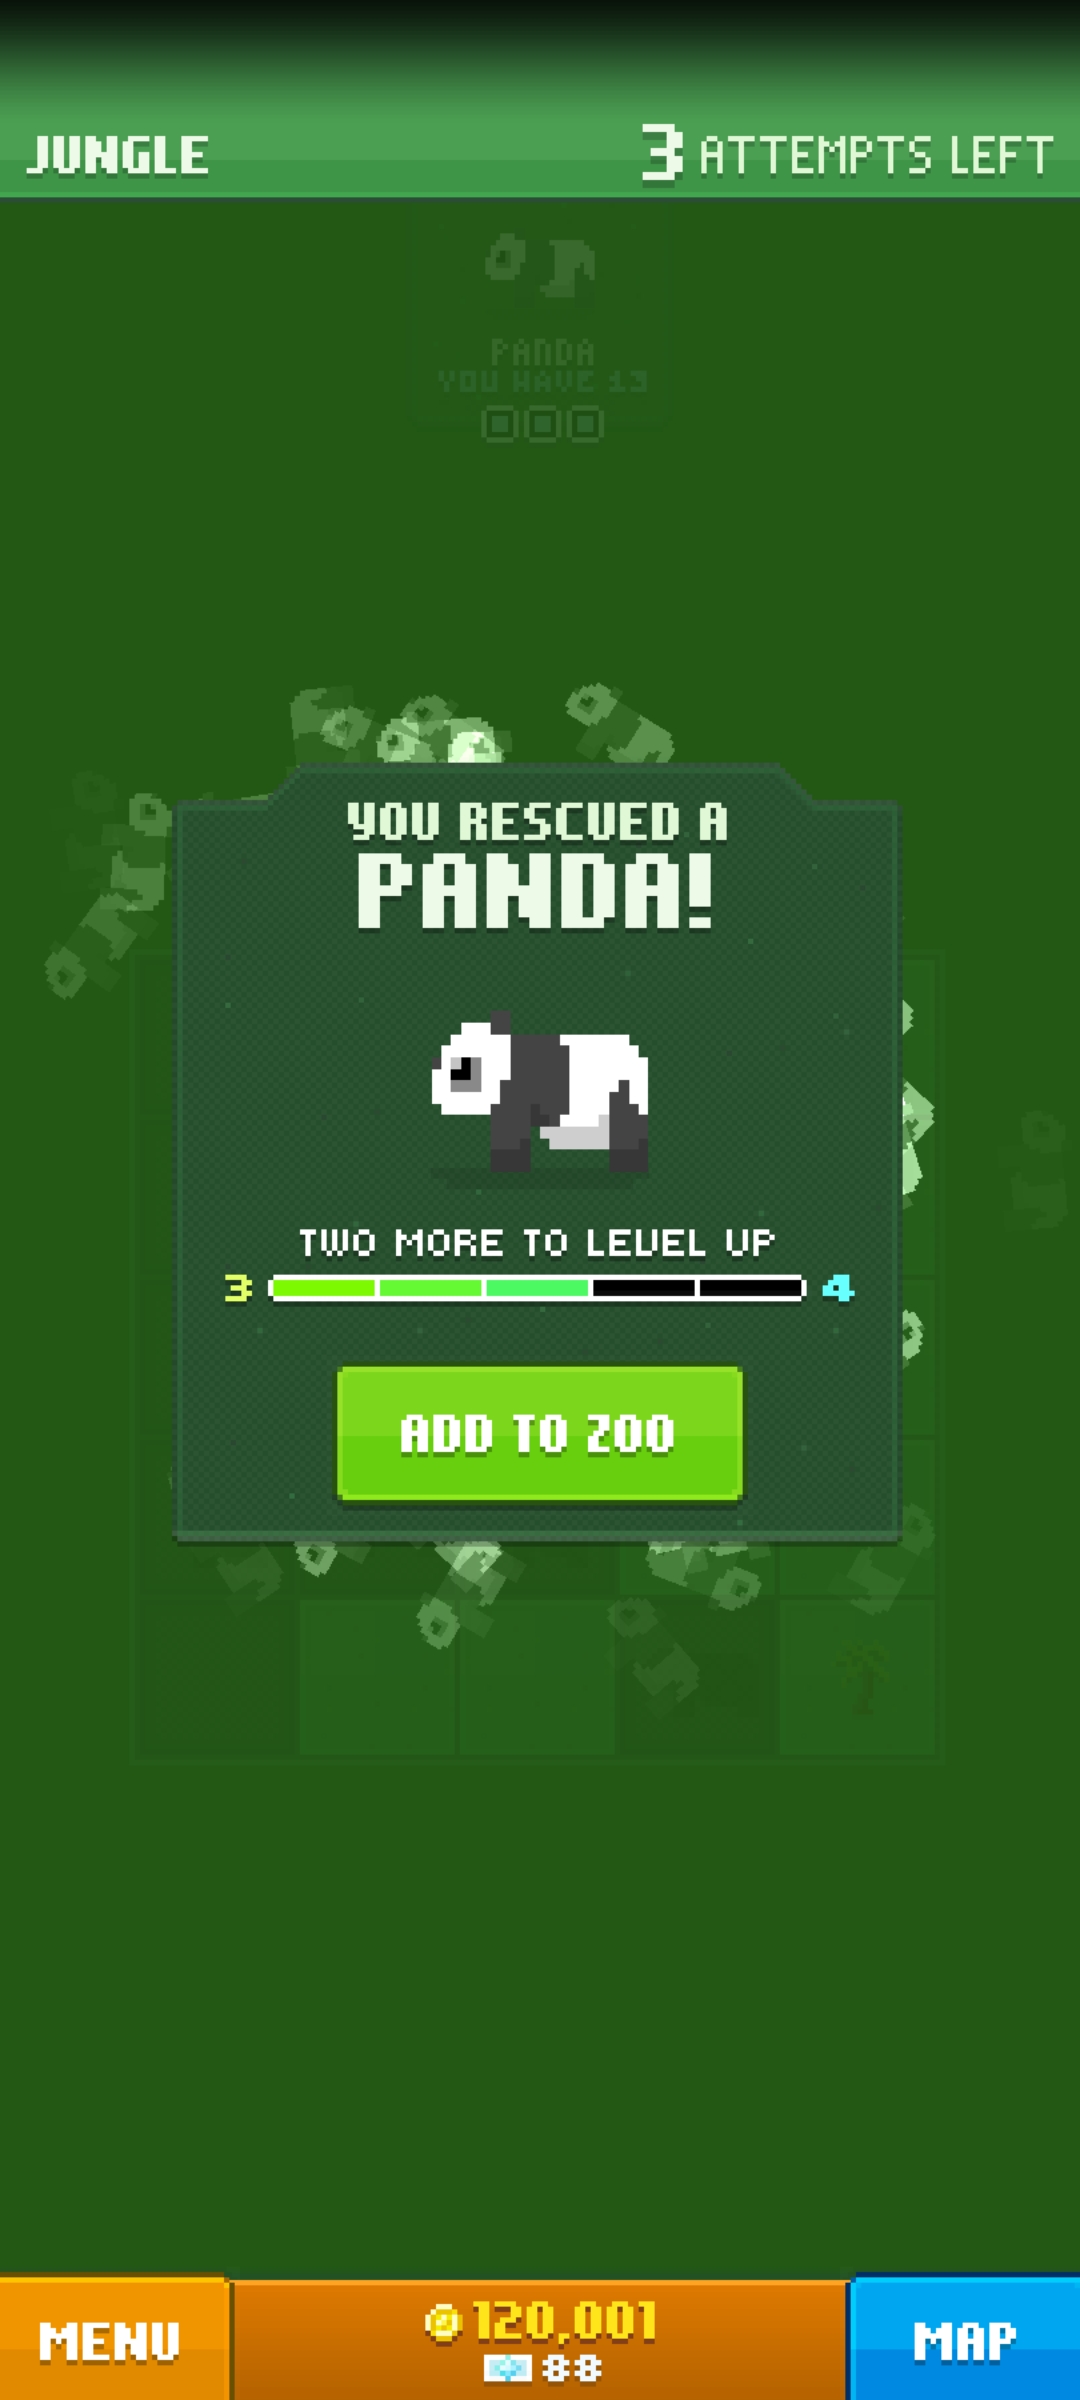 JUNGLE
3 ATTEMPTS LEFT
PANDA
YOU HAVE 13
YOU RESCUED A
PANDA!
TWO MORE TO LEVEL UP
3 4
ADD TO ZOO
MENU
120,001
88
MAP